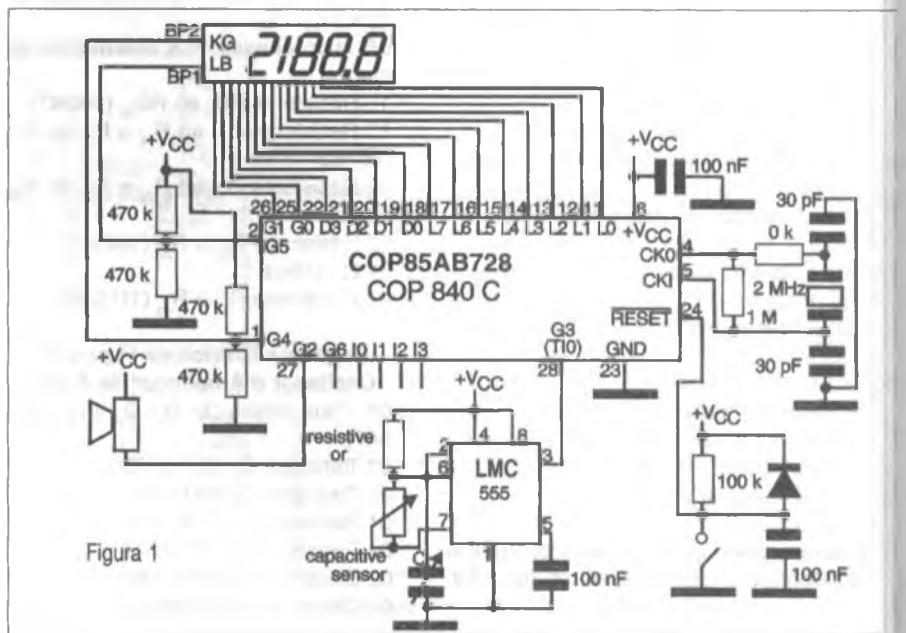 BP2
KG
LB
2188.8
BP1
+VCC
470 k
470 k
470 k
470 k
+VCC
26 25 22 21 20 19 18 17 16 15 14 13 12 11
G1 G0 D3 D2 D1 D0 L7 L6 L5 L4 L3 L2 L1 L0
2
G5
1
G4
COP85AB728
COP 840 C
+VCC
6
+VCC
100 nF
4
CK0
5
CKI
0 k
1 M
30 pF
2 MHz
30 pF
24
RESET
G3
(TI0)
28
GND
23
GI2 G6 I0 I1 I2 I3
27
+VCC
resistive
or
capacitive
sensor
C
2
6
7
4
8
3
5
1
LMC
555
100 nF
+VCC
100 k
100 nF
Figura 1